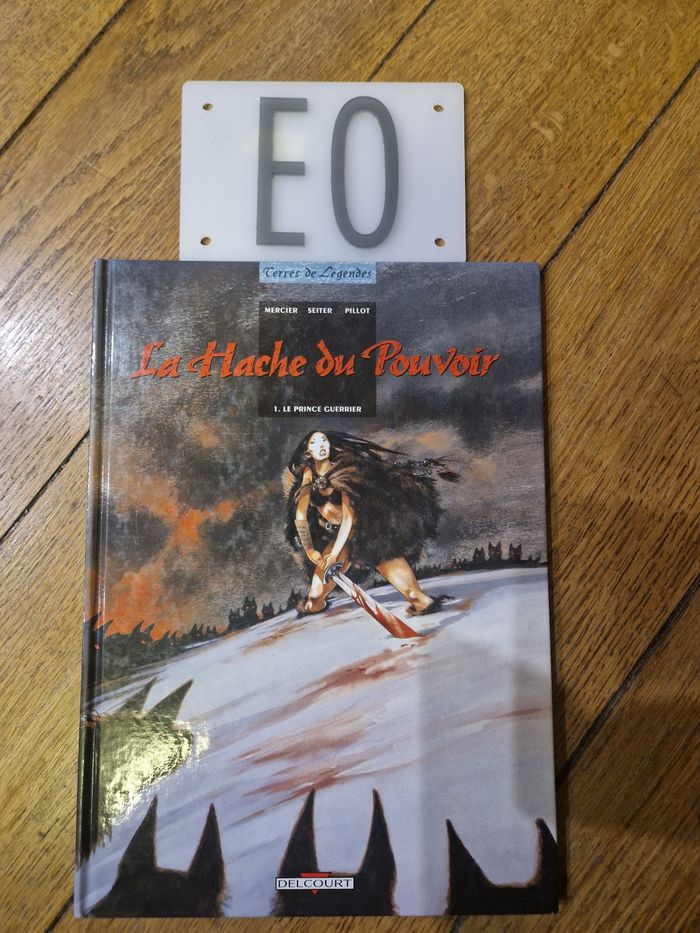 EO
Terres de Légendes
MERCIER SEITER PILLOT
La Hache du Pouvoir
1. LE PRINCE GUERRIER
DELCOURT